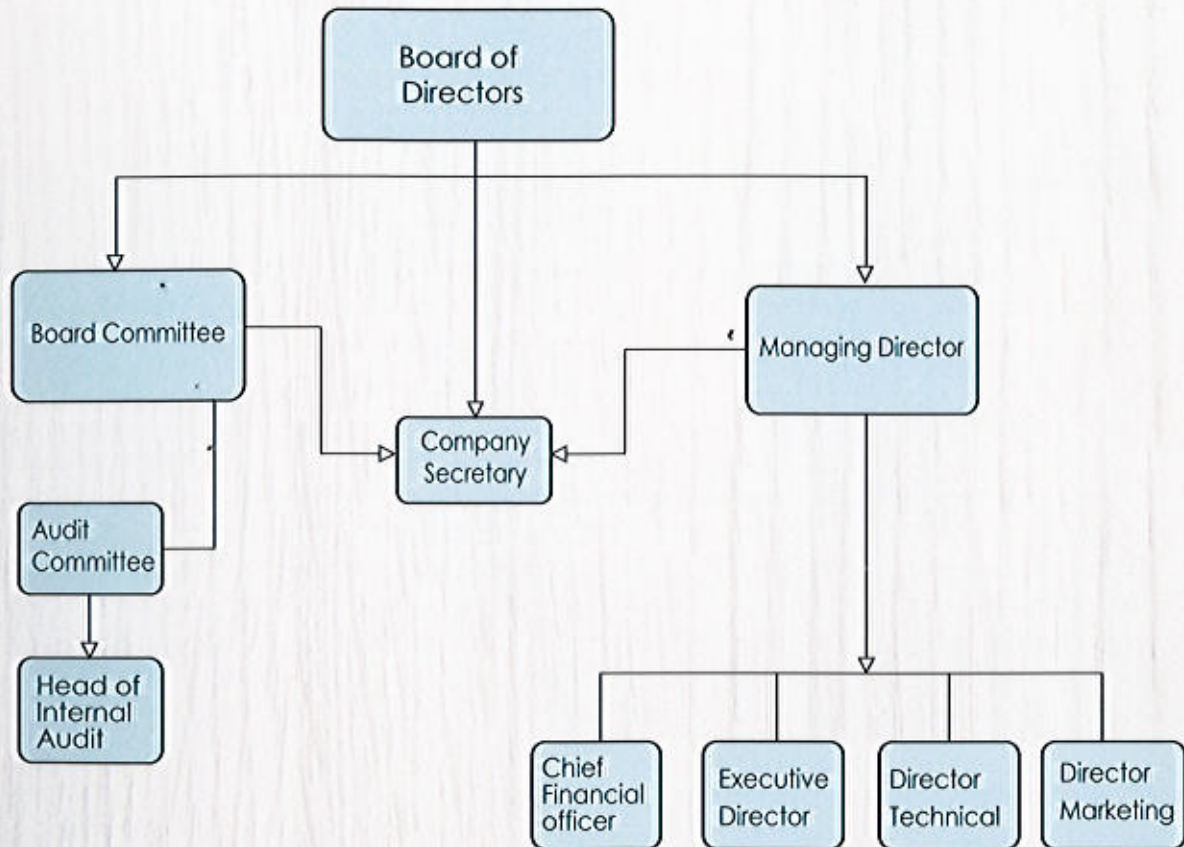 Board of
Directors
Board Committee
Managing Director
Company
Secretary
Audit
Committee
Head of
Internal
Audit
Chief
Financial
officer
Executive
Director
Director
Technical
Director
Marketing